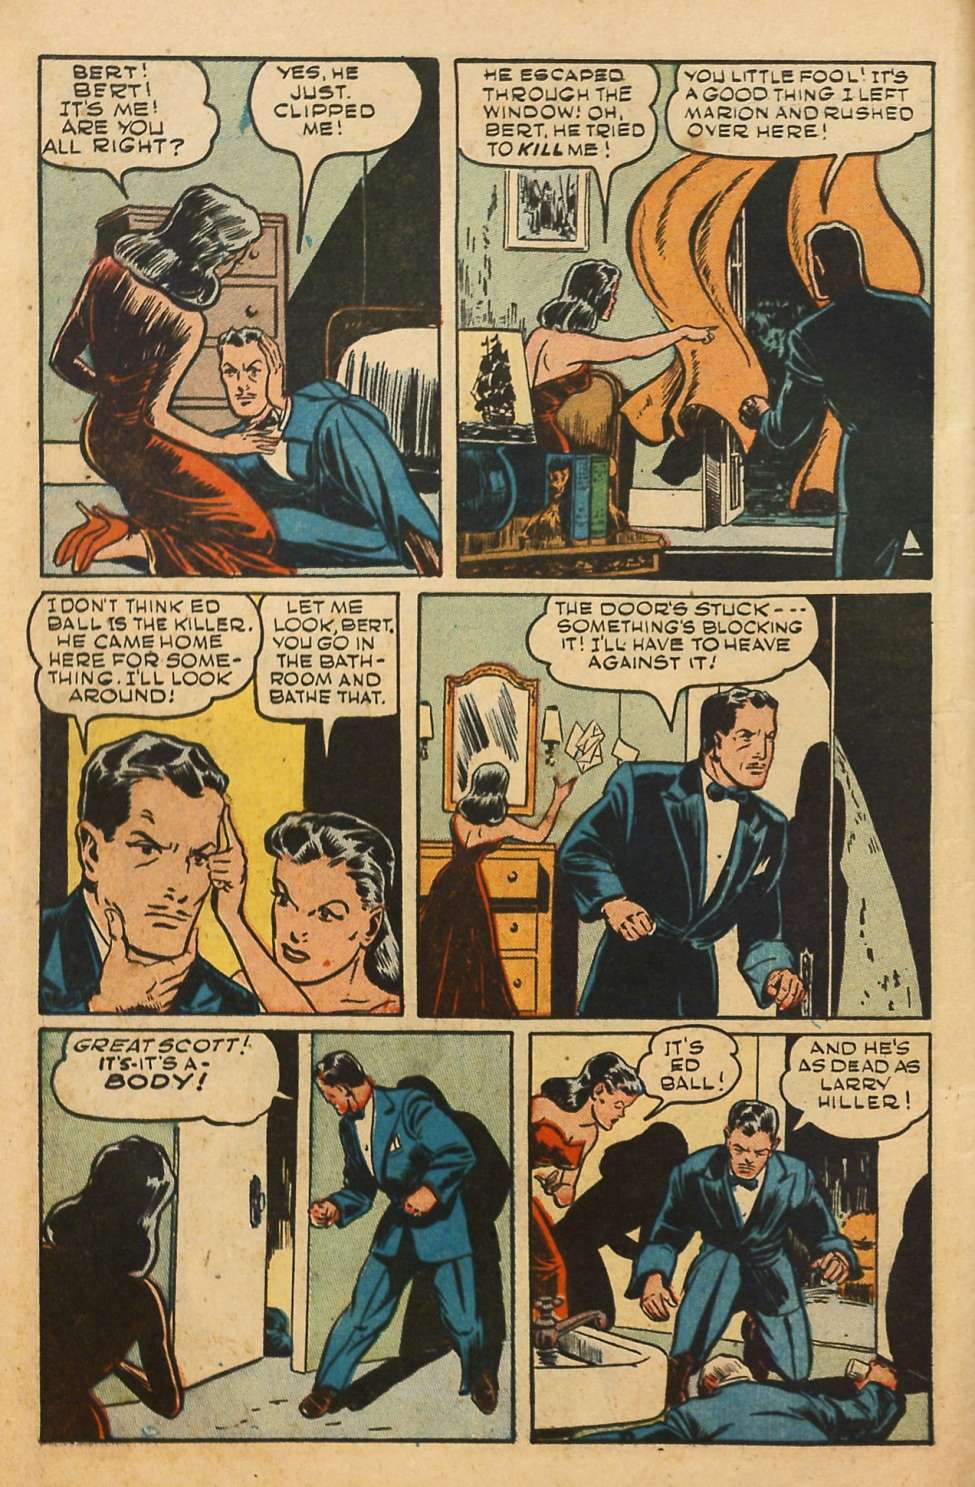 BERT!
BERT!
IT'S ME!
ARE YOU
ALL RIGHT?
YES, HE
JUST
CLIPPED
ME!
HE ESCAPED
THROUGH THE
WINDOW! OH,
BERT, HE TRIED
TO KILL ME!
YOU LITTLE FOOL! IT'S
A GOOD THING I LEFT
MARION AND RUSHED
OVER HERE!
I DON'T THINK ED
BALL IS THE KILLER.
HE CAME HOME
HERE FOR SOME-
THING. I'LL LOOK
AROUND!
LET ME
LOOK, BERT.
YOU GO IN
THE BATH-
ROOM AND
BATHE THAT.
THE DOOR'S STUCK---
SOMETHING'S BLOCKING
IT! I'LL HAVE TO HEAVE
AGAINST IT!
GREAT SCOTT!
IT'S-IT'S A-
BODY!
IT'S
ED
BALL!
AND HE'S
AS DEAD AS
LARRY
HILLER!